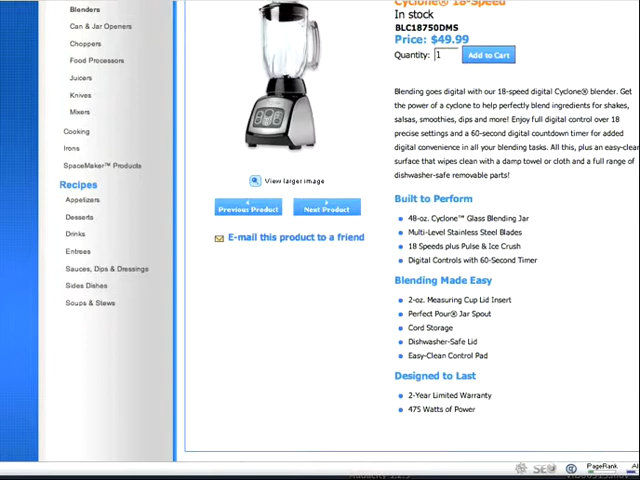 Blenders
Can & Jar Openers
Choppers
Food Processors
Juicers
Knives
Mixers
Cooking
Irons
SpaceMaker™ Products
Recipes
Appetizers
Desserts
Drinks
Entrees
Sauces, Dips & Dressings
Sides Dishes
Soups & Stews
View larger image
Previous Product
Next Product
E-mail this product to a friend
Cyclone® 18-Speed
In stock
BLC18750DMS
Price: $49.99
Quantity: 1 Add to Cart
Blending goes digital with our 18-speed digital Cyclone® blender. Get
the power of a cyclone to help perfectly blend ingredients for shakes,
salsas, smoothies, dips and more! Enjoy full digital control over 18
precise settings and a 60-second digital countdown timer for added
digital convenience in all your blending tasks. All this, plus an easy-clean
surface that wipes clean with a damp towel or cloth and a full range of
dishwasher-safe removable parts!
Built to Perform
48-oz. Cyclone™ Glass Blending Jar
Multi-Level Stainless Steel Blades
18 Speeds plus Pulse & Ice Crush
Digital Controls with 60-Second Timer
Blending Made Easy
2-oz. Measuring Cup Lid Insert
Perfect Pour® Jar Spout
Cord Storage
Dishwasher-Safe Lid
Easy-Clean Control Pad
Designed to Last
2-Year Limited Warranty
475 Watts of Power
SEO
PageRank
Al